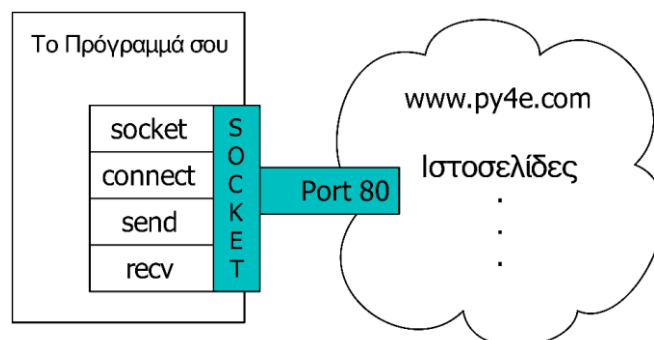 Το Πρόγραμμά σου
socket
connect
send
recv
SOCKET
Port 80
www.py4e.com
Ιστοσελίδες
.
.
.